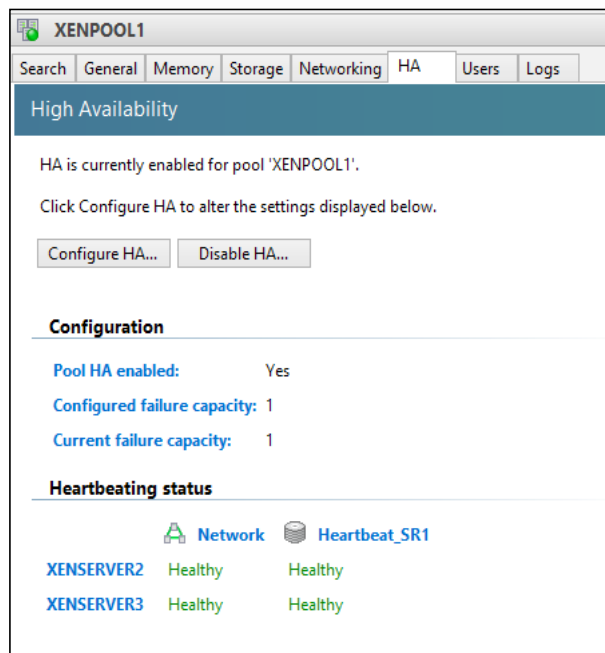 XENPOOL1
Search General Memory Storage Networking HA Users Logs
High Availability
HA is currently enabled for pool 'XENPOOL1'.
Click Configure HA to alter the settings displayed below.
Configure HA... Disable HA...
Configuration
Pool HA enabled: Yes
Configured failure capacity: 1
Current failure capacity: 1
Heartbeating status
Network Heartbeat_SR1
XENSERVER2 Healthy Healthy
XENSERVER3 Healthy Healthy